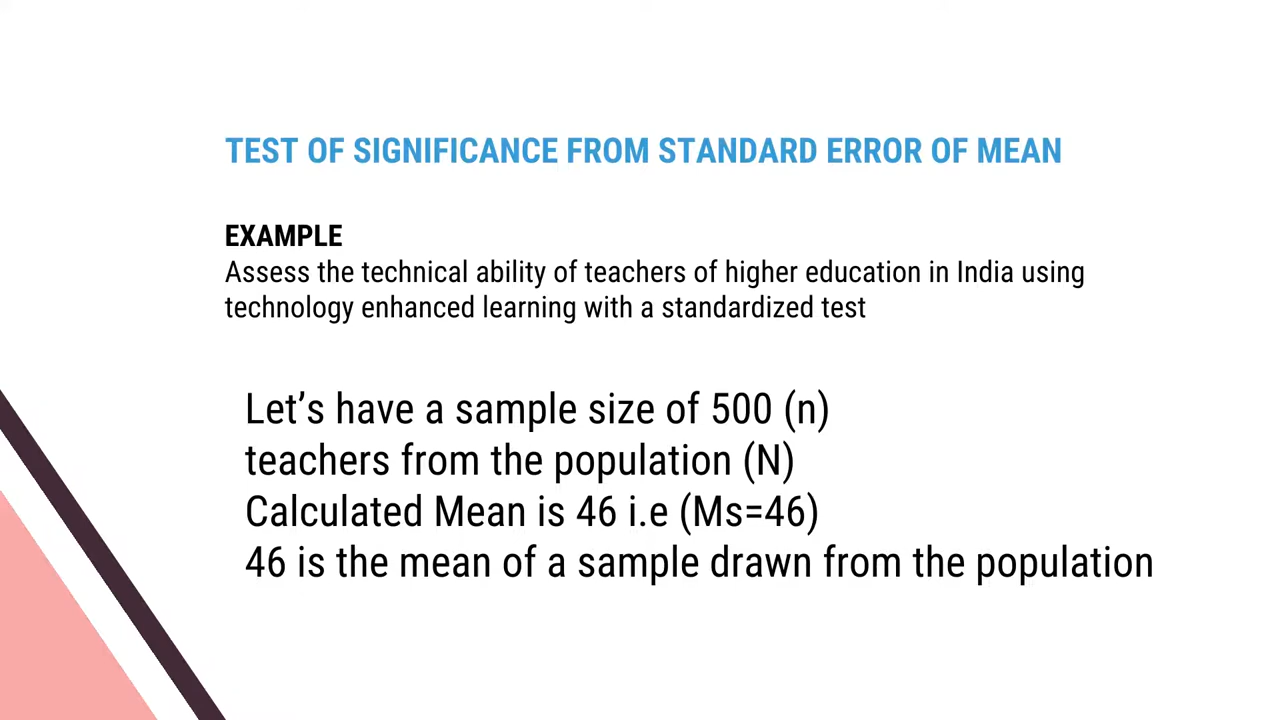 TEST OF SIGNIFICANCE FROM STANDARD ERROR OF MEAN
EXAMPLE
Assess the technical ability of teachers of higher education in India using
technology enhanced learning with a standardized test
Let’s have a sample size of 500 (n)
teachers from the population (N)
Calculated Mean is 46 i.e (Ms=46)
46 is the mean of a sample drawn from the population